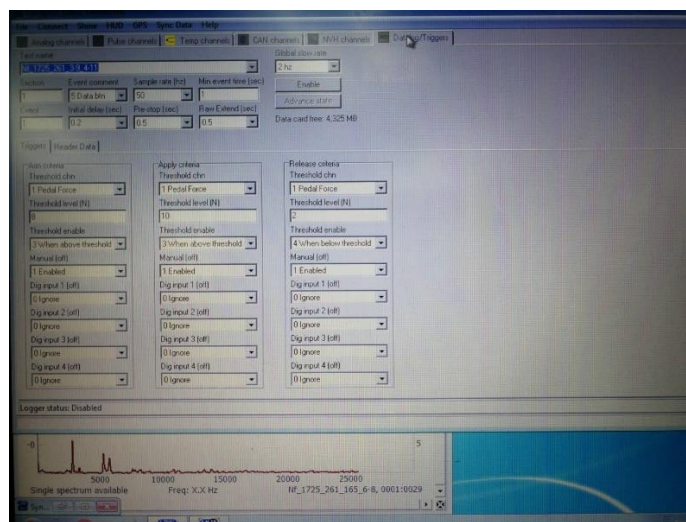 File Connect Show HUD GPS Sync Data Help
Analog channels Pulse channels Temp channels CAN channels NVH channels
Test name Global slow rate
Nf_1725_261_3-9_4-11 2 hz
Section Event comment Sample rate (hz) Min event time (sec) Enable
1 5 Data btn 50 1
Event Initial delay (sec) Pre-stop (sec) Raw Extend (sec) Advance state
1 0.2 0.5 0.5 Data card free: 4,325 MB
Triggers Header Data
Arm criteria Apply criteria Release criteria
Threshold chn Threshold chn Threshold chn
1 Pedal Force 1 Pedal Force 1 Pedal Force
Threshold level (N) Threshold level (N) Threshold level (N)
8 10 2
Threshold enable Threshold enable Threshold enable
3 When above threshold 3 When above threshold 4 When below threshold
Manual (off) Manual (off) Manual (off)
1 Enabled 1 Enabled 1 Enabled
Dig input 1 (off) Dig input 1 (off) Dig input 1 (off)
0 Ignore 0 Ignore 0 Ignore
Dig input 2 (off) Dig input 2 (off) Dig input 2 (off)
0 Ignore 0 Ignore 0 Ignore
Dig input 3 (off) Dig input 3 (off) Dig input 3 (off)
0 Ignore 0 Ignore 0 Ignore
Dig input 4 (off) Dig input 4 (off) Dig input 4 (off)
0 Ignore 0 Ignore 0 Ignore
Logger status: Disabled
-0 5
5000 10000 15000 20000 25000
Single spectrum available Freq: X.X Hz Nf_1725_261_165_6-8, 0001:0629
Syn...